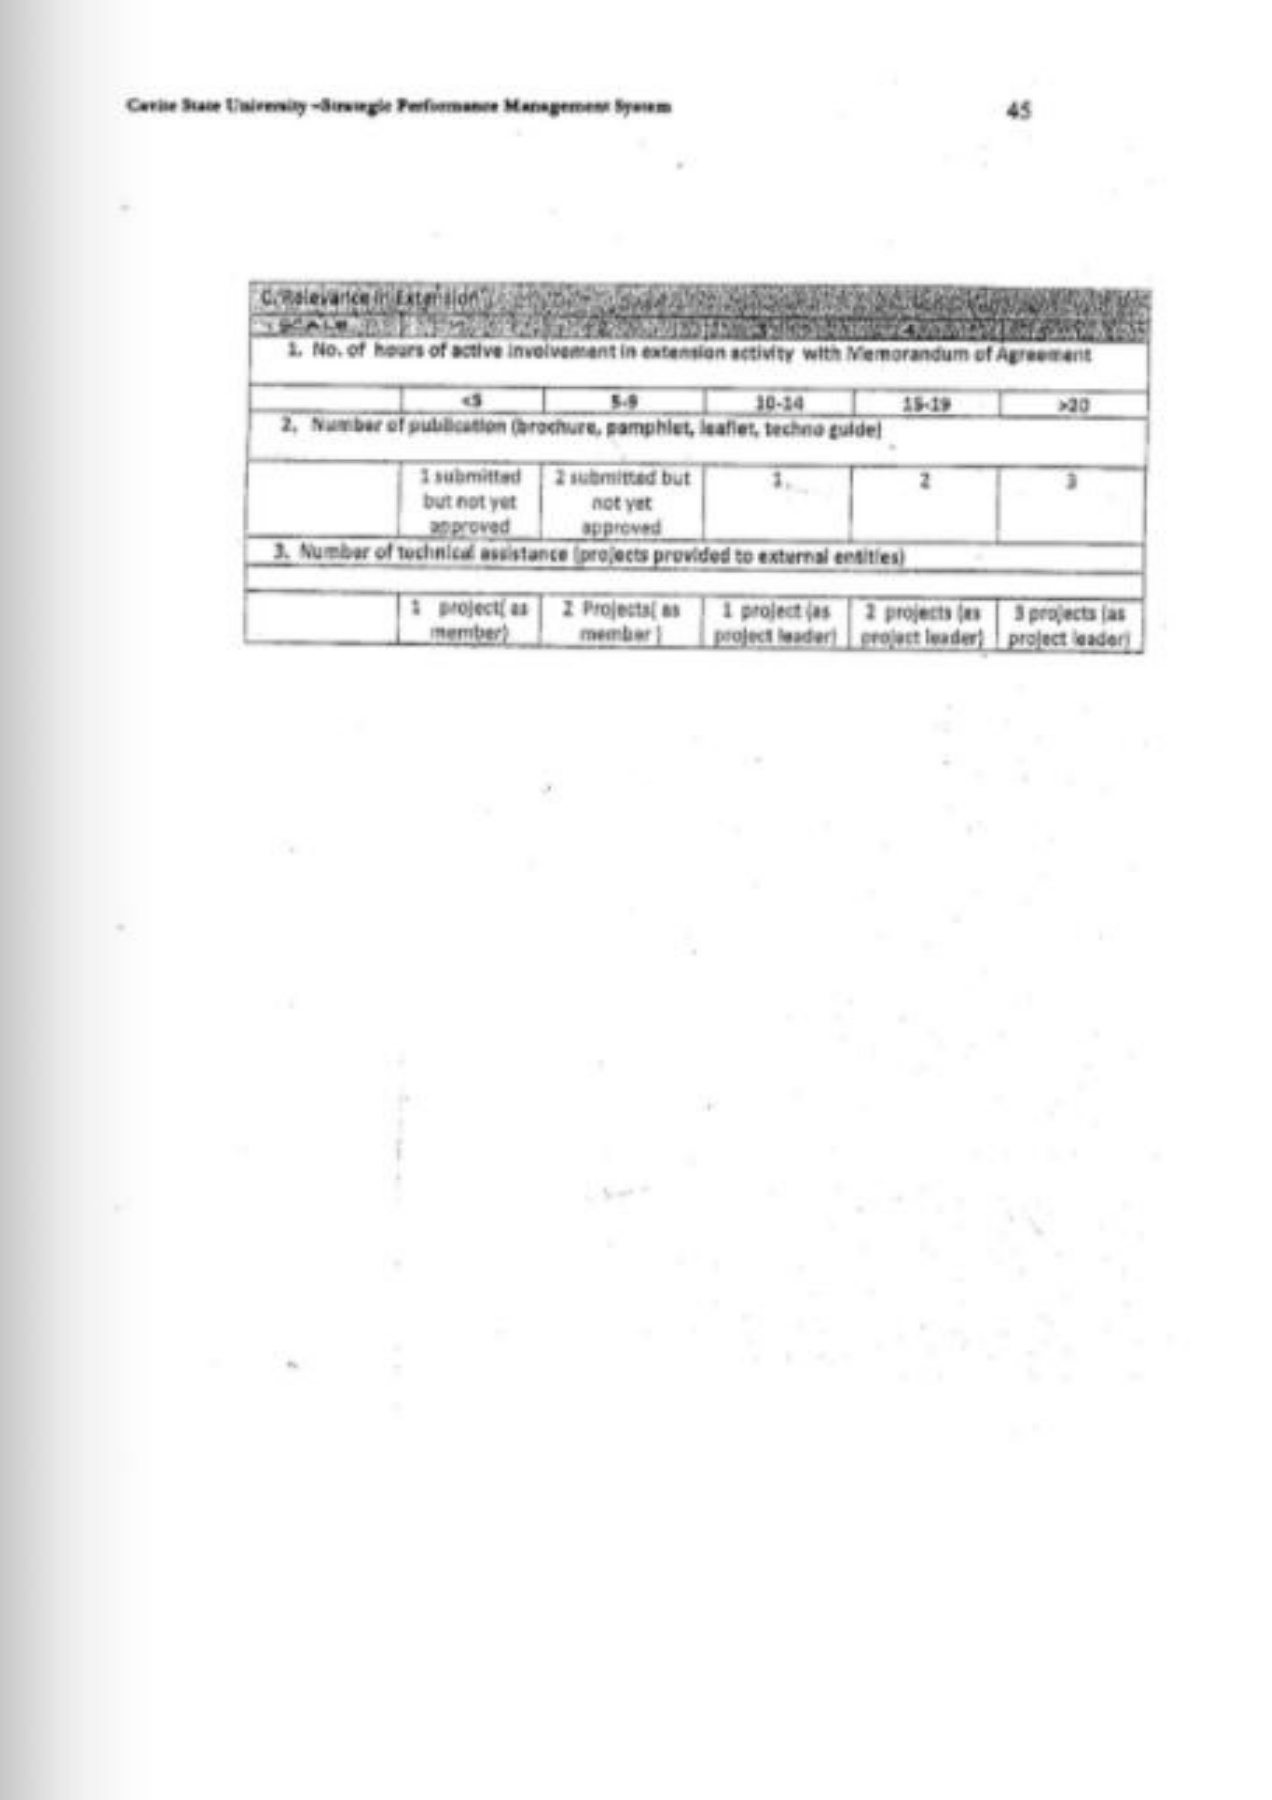 Cavite State University –Strategic Performance Management System 45
C. Relevance in Extension
SCALE 1 2 3 4 5
1. No. of hours of active involvement in extension activity with Memorandum of Agreement
<5 5-9 10-14 15-19 >20
2. Number of publication (brochure, pamphlet, leaflet, techno guide)
1 submitted but not yet approved 2 submitted but not yet approved 1 2 3
3. Number of technical assistance (projects provided to external entities)
1 project( as member) 2 Projects( as member ) 1 project (as project leader) 2 projects (as project leader) 3 projects (as project leader)